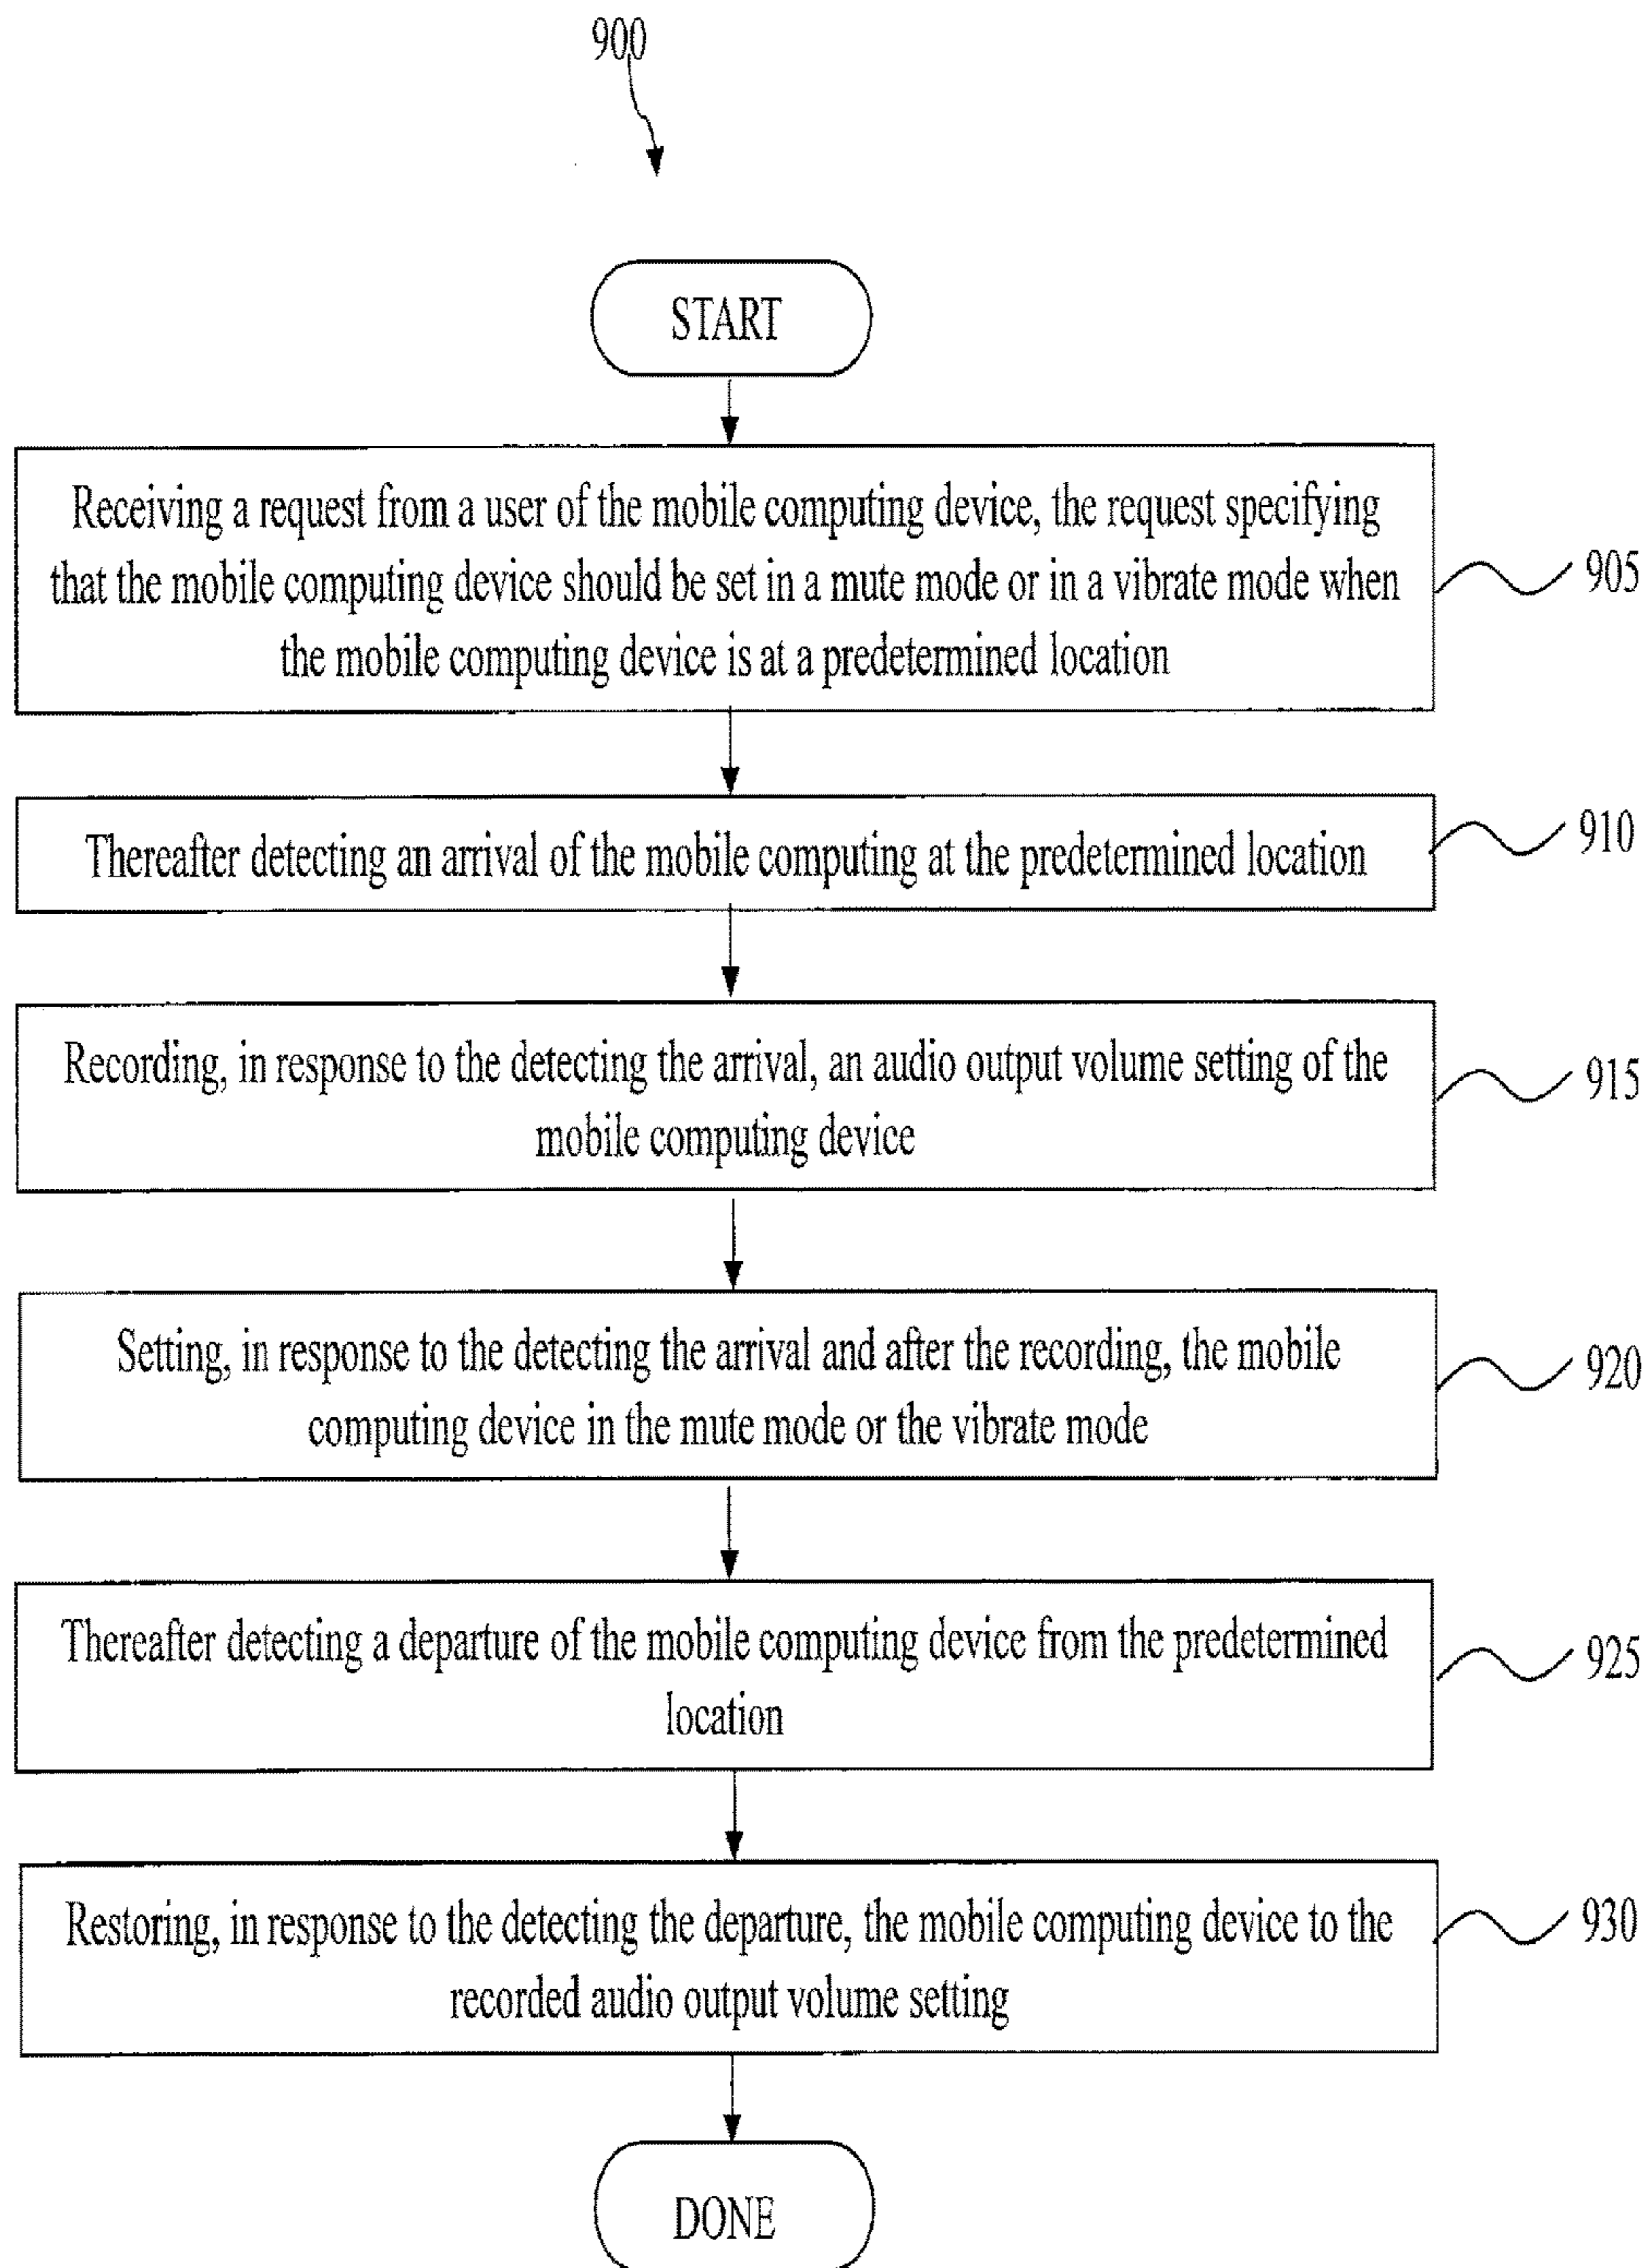 900
START
Receiving a request from a user of the mobile computing device, the request specifying
that the mobile computing device should be set in a mute mode or in a vibrate mode when
the mobile computing device is at a predetermined location
905
Thereafter detecting an arrival of the mobile computing at the predetermined location
910
Recording, in response to the detecting the arrival, an audio output volume setting of the
mobile computing device
915
Setting, in response to the detecting the arrival and after the recording, the mobile
computing device in the mute mode or the vibrate mode
920
Thereafter detecting a departure of the mobile computing device from the predetermined
location
925
Restoring, in response to the detecting the departure, the mobile computing device to the
recorded audio output volume setting
930
DONE